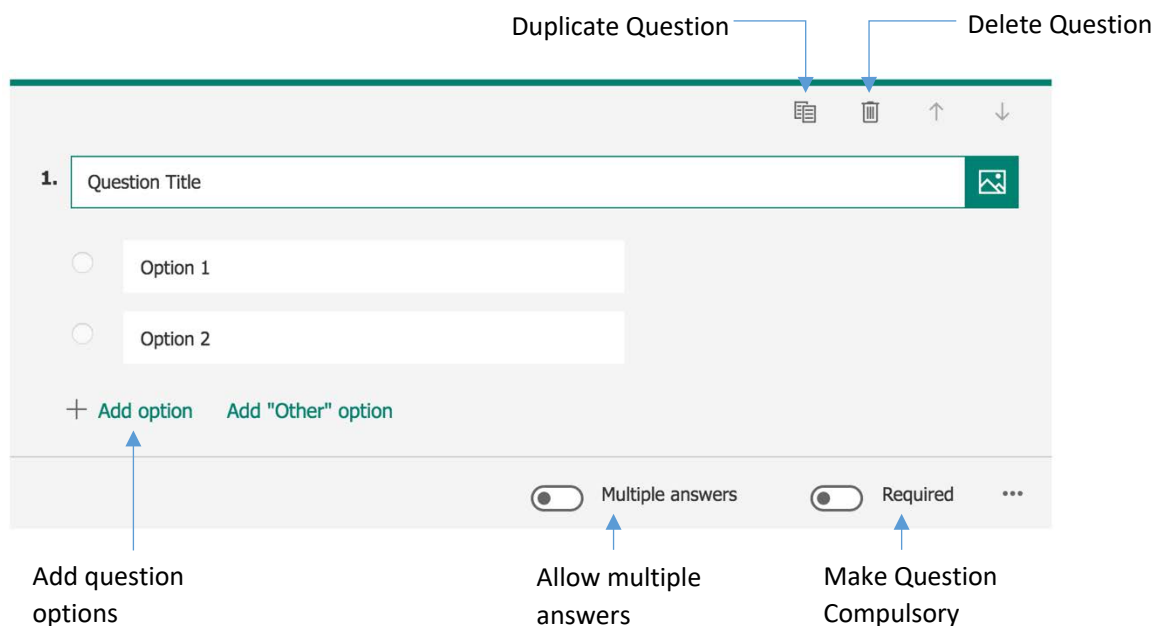 Duplicate Question
Delete Question
1.
Question Title
Option 1
Option 2
Add option
Add "Other" option
Multiple answers
Required
Add question
options
Allow multiple
answers
Make Question
Compulsory